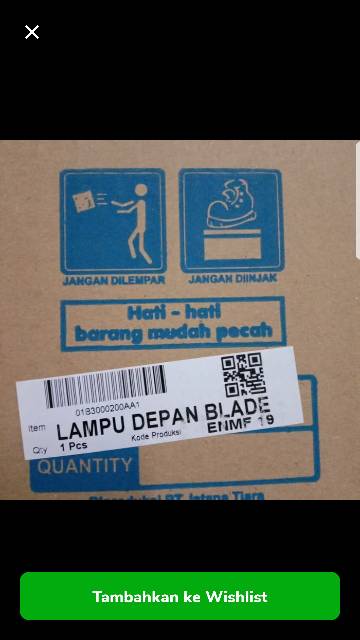 JANGAN DILEMPAR
JANGAN DIINJAK
Hati - hati
barang mudah pecah
01B3000200AA1
Item LAMPU DEPAN BLADE
Qty 1 Pcs Kode Produksi ENMF 19
QUANTITY
Tambahkan ke Wishlist